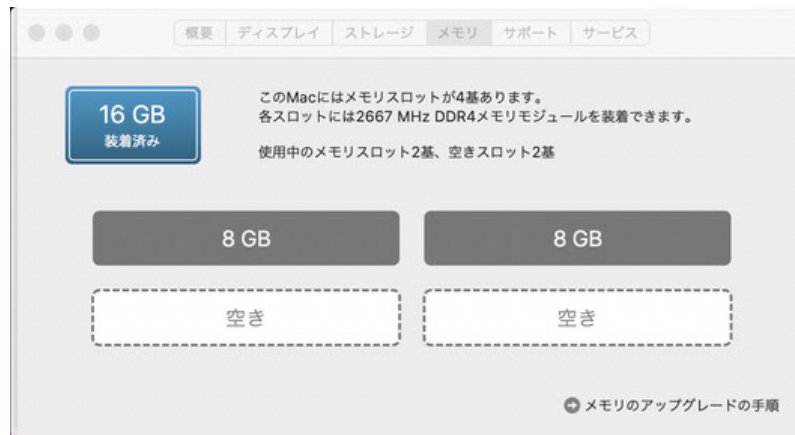 概要 ディスプレイ ストレージ メモリ サポート サービス
16 GB
装着済み
このMacにはメモリスロットが4基あります。
各スロットには2667 MHz DDR4メモリモジュールを装着できます。
使用中のメモリスロット2基、空きスロット2基
8 GB 8 GB
空き 空き
メモリのアップグレードの手順